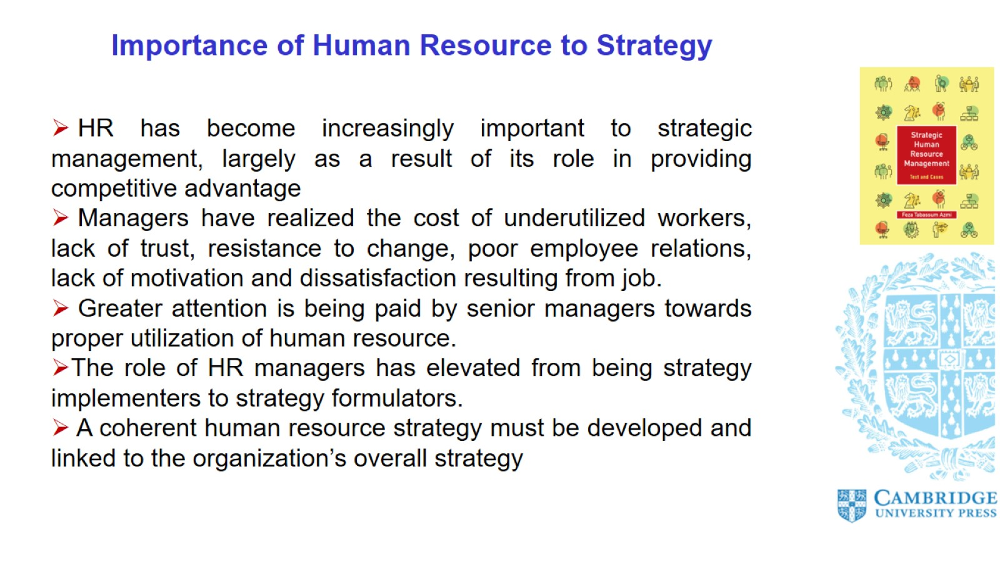 Importance of Human Resource to Strategy
➢ HR has become increasingly important to strategic
management, largely as a result of its role in providing
competitive advantage
➢ Managers have realized the cost of underutilized workers,
lack of trust, resistance to change, poor employee relations,
lack of motivation and dissatisfaction resulting from job.
➢ Greater attention is being paid by senior managers towards
proper utilization of human resource.
➢The role of HR managers has elevated from being strategy
implementers to strategy formulators.
➢ A coherent human resource strategy must be developed and
linked to the organization’s overall strategy
Strategic
Human
Resource
Management
Text and Cases
Feza Tabassum Azmi
CAMBRIDGE
UNIVERSITY PRESS